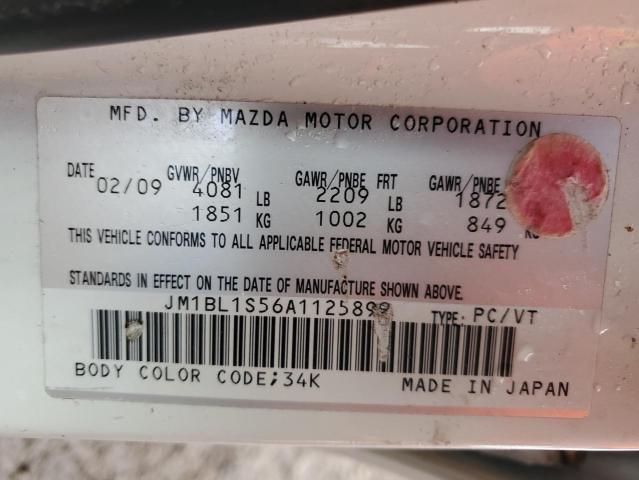 MFD. BY MAZDA MOTOR CORPORATION
DATE GVWR/PNBV GAWR/PNBE FRT GAWR/PNBE
02/09 4081 LB 2209 LB 1872
1851 KG 1002 KG 849
THIS VEHICLE CONFORMS TO ALL APPLICABLE FEDERAL MOTOR VEHICLE SAFETY
STANDARDS IN EFFECT ON THE DATE OF MANUFACTURE SHOWN ABOVE.
JM1BL1S56A1125899 TYPE: PC/VT
BODY COLOR CODE;34K MADE IN JAPAN